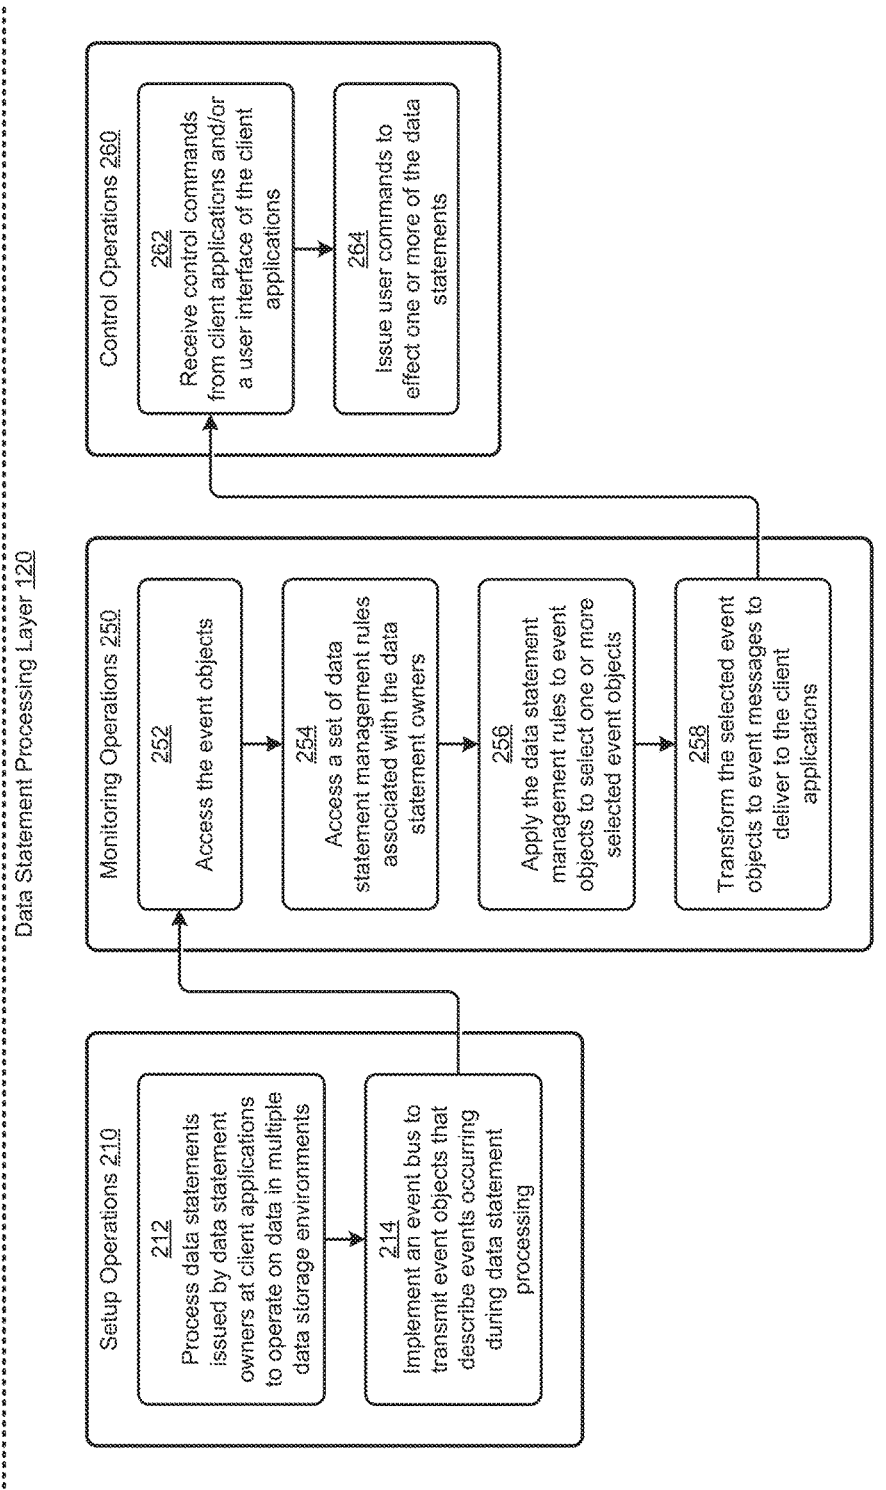 Data Statement Processing Layer 120
Setup Operations 210
212
Process data statements
issued by data statement
owners at client applications
to operate on data in multiple
data storage environments
214
Implement an event bus to
transmit event objects that
describe events occurring
during data statement
processing
Monitoring Operations 250
252
Access the event objects
254
Access a set of data
statement management rules
associated with the data
statement owners
256
Apply the data statement
management rules to event
objects to select one or more
selected event objects
258
Transform the selected event
objects to event messages to
deliver to the client
applications
Control Operations 260
262
Receive control commands
from client applications and/or
a user interface of the client
applications
264
Issue user commands to
effect one or more of the data
statements